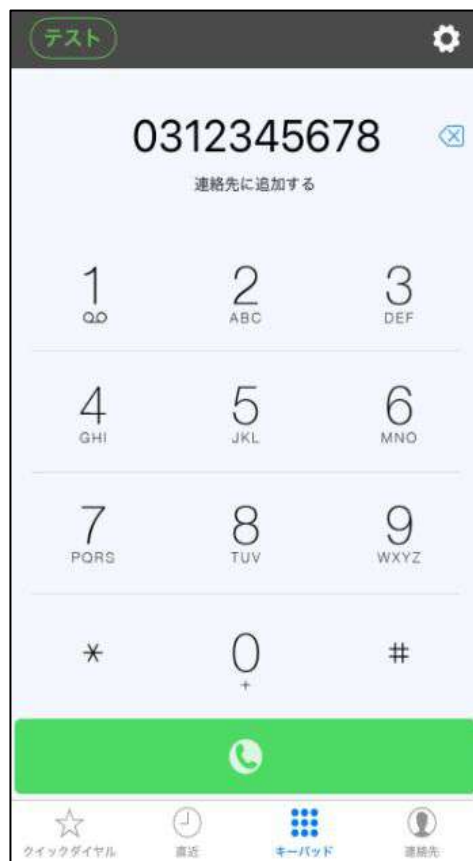 テスト
0312345678
連絡先に追加する
1 2 3
ABC DEF
4 5 6
GHI JKL MNO
7 8 9
PQRS TUV WXYZ
* 0 #
+
クイックダイヤル 直近 キーパッド 連絡先